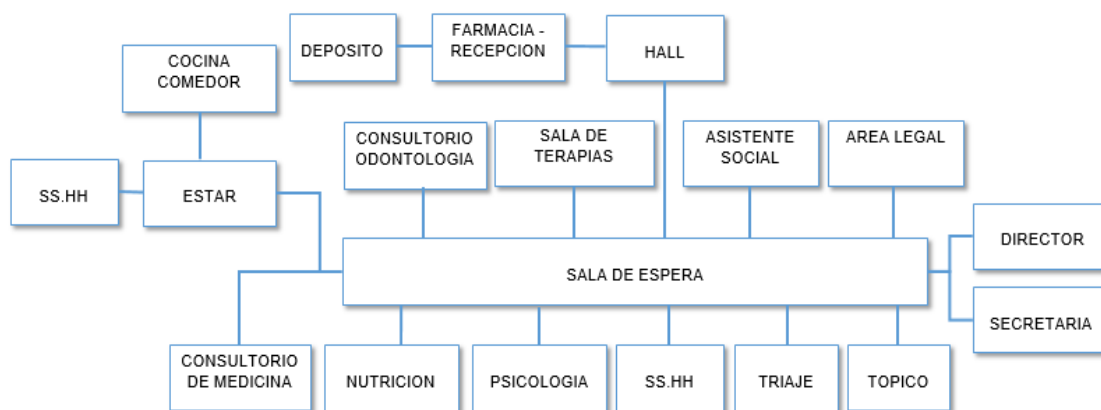 DEPOSITO
FARMACIA -
RECEPCION
HALL
COCINA
COMEDOR
CONSULTORIO
ODONTOLOGIA
SALA DE
TERAPIAS
ASISTENTE
SOCIAL
AREA LEGAL
SS.HH
ESTAR
DIRECTOR
SALA DE ESPERA
SECRETARIA
CONSULTORIO
DE MEDICINA
NUTRICION
PSICOLOGIA
SS.HH
TRIAJE
TOPICO